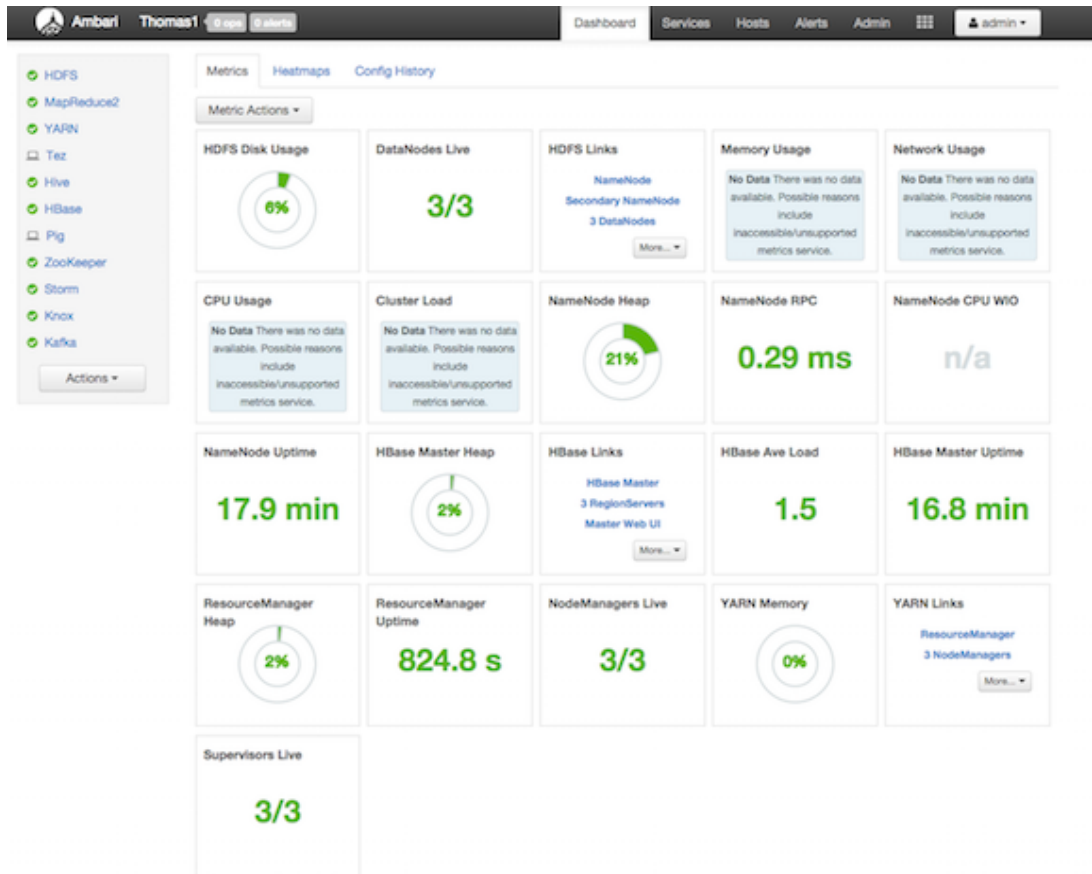 Ambari Thomas1 0 ops 0 alerts Dashboard Services Hosts Alerts Admin admin
HDFS
MapReduce2
YARN
Tez
Hive
HBase
Pig
ZooKeeper
Storm
Knox
Kafka
Actions
Metrics Heatmaps Config History
Metric Actions
HDFS Disk Usage
6%
DataNodes Live
3/3
HDFS Links
NameNode
Secondary NameNode
3 DataNodes
More...
Memory Usage
No Data There was no data
available. Possible reasons
include
inaccessible/unsupported
metrics service.
Network Usage
No Data There was no data
available. Possible reasons
include
inaccessible/unsupported
metrics service.
CPU Usage
No Data There was no data
available. Possible reasons
include
inaccessible/unsupported
metrics service.
Cluster Load
No Data There was no data
available. Possible reasons
include
inaccessible/unsupported
metrics service.
NameNode Heap
21%
NameNode RPC
0.29 ms
NameNode CPU WIO
n/a
NameNode Uptime
17.9 min
HBase Master Heap
2%
HBase Links
HBase Master
3 RegionServers
Master Web UI
More...
HBase Ave Load
1.5
HBase Master Uptime
16.8 min
ResourceManager
Heap
2%
ResourceManager
Uptime
824.8 s
NodeManagers Live
3/3
YARN Memory
0%
YARN Links
ResourceManager
3 NodeManagers
More...
Supervisors Live
3/3